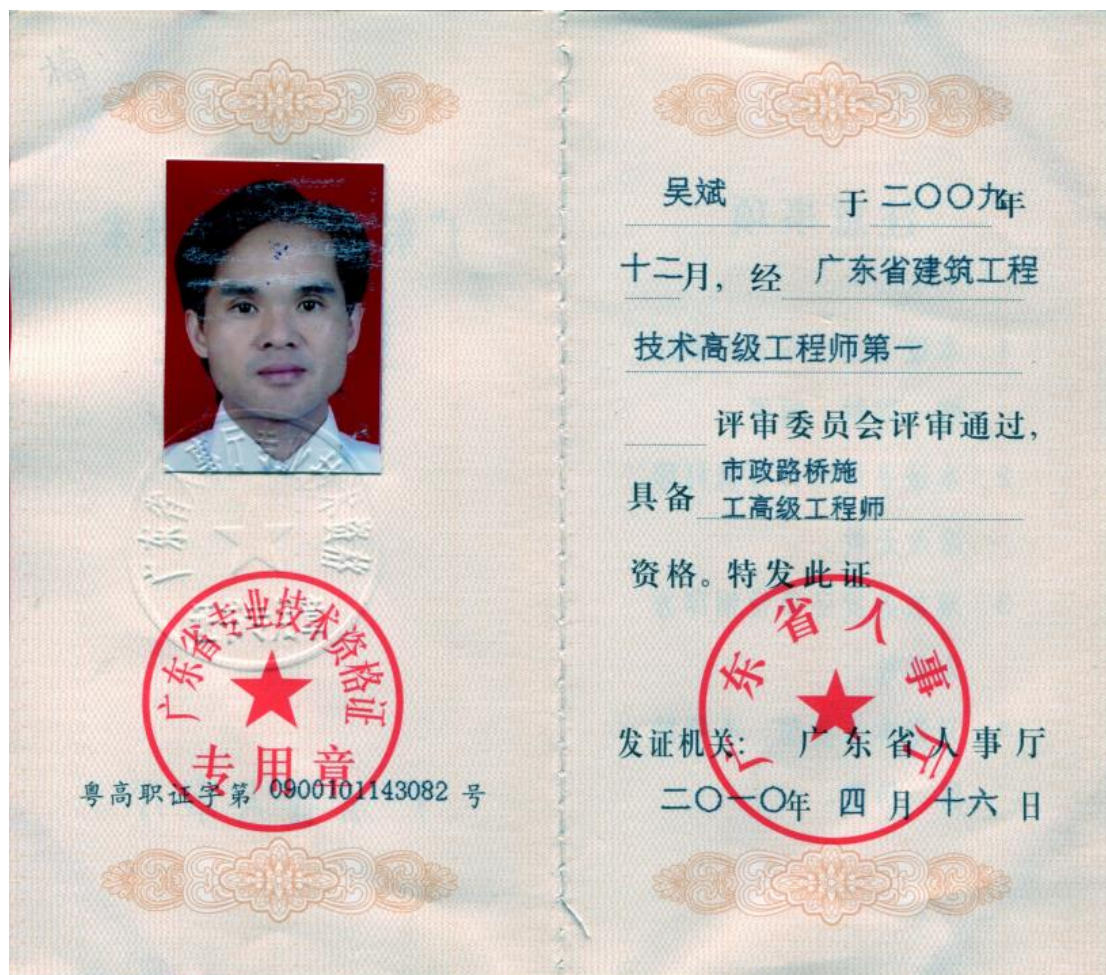 广东省专业技术资格证
专用章
粤高职证字第 0900101143082 号
吴斌 于 二〇〇九年
十二月, 经 广东省建筑工程
技术高级工程师第一
评审委员会评审通过,
具备 市政路桥施
工高级工程师
资格。特发此证
广东省人事厅
发证机关: 广东省人事厅
二〇一〇年 四 月 十六 日